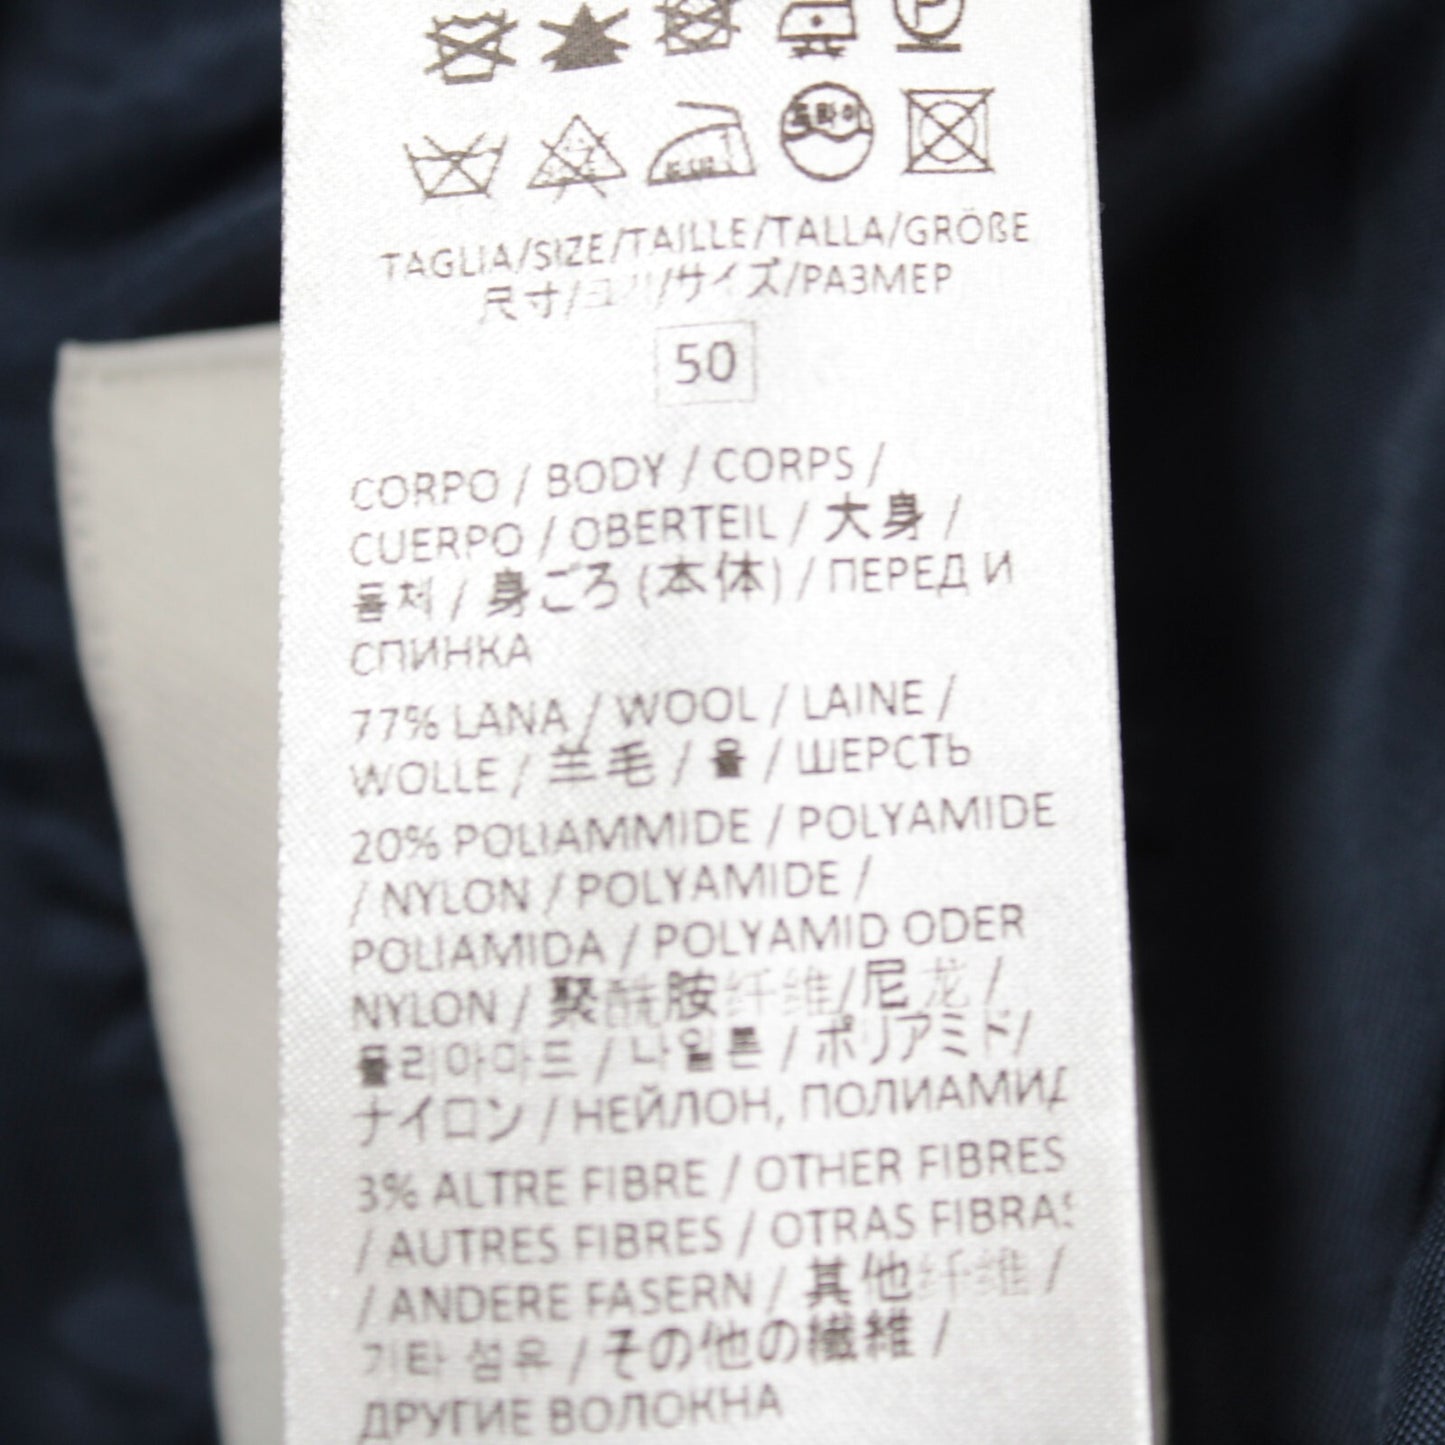 P
드라이
TAGLIA/SIZE/TAILLE/TALLA/GRÖßE
尺寸/サイズ/РАЗМЕР
50
CORPO / BODY / CORPS /
CUERPO / OBERTEIL / 大身 /
몸체 / 身ごろ (本体) / ПЕРЕД И
СПИНКА
77% LANA / WOOL / LAINE /
WOLLE / 羊毛 / 울 / ШЕРСТЬ
20% POLIAMMIDE / POLYAMIDE
/ NYLON / POLYAMIDE /
POLIAMIDA / POLYAMID ODER
NYLON / 聚酰胺纤维/尼龙 /
폴리아마드 / 나일론 / ポリアミド/
ナイロン / НЕЙЛОН, ПОЛИАМИД
3% ALTRE FIBRE / OTHER FIBRES
/ AUTRES FIBRES / OTRAS FIBRAS
/ ANDERE FASERN / 其他纤维 /
기타 섬유 / その他の繊維 /
ДРУГИЕ ВОЛОКНА